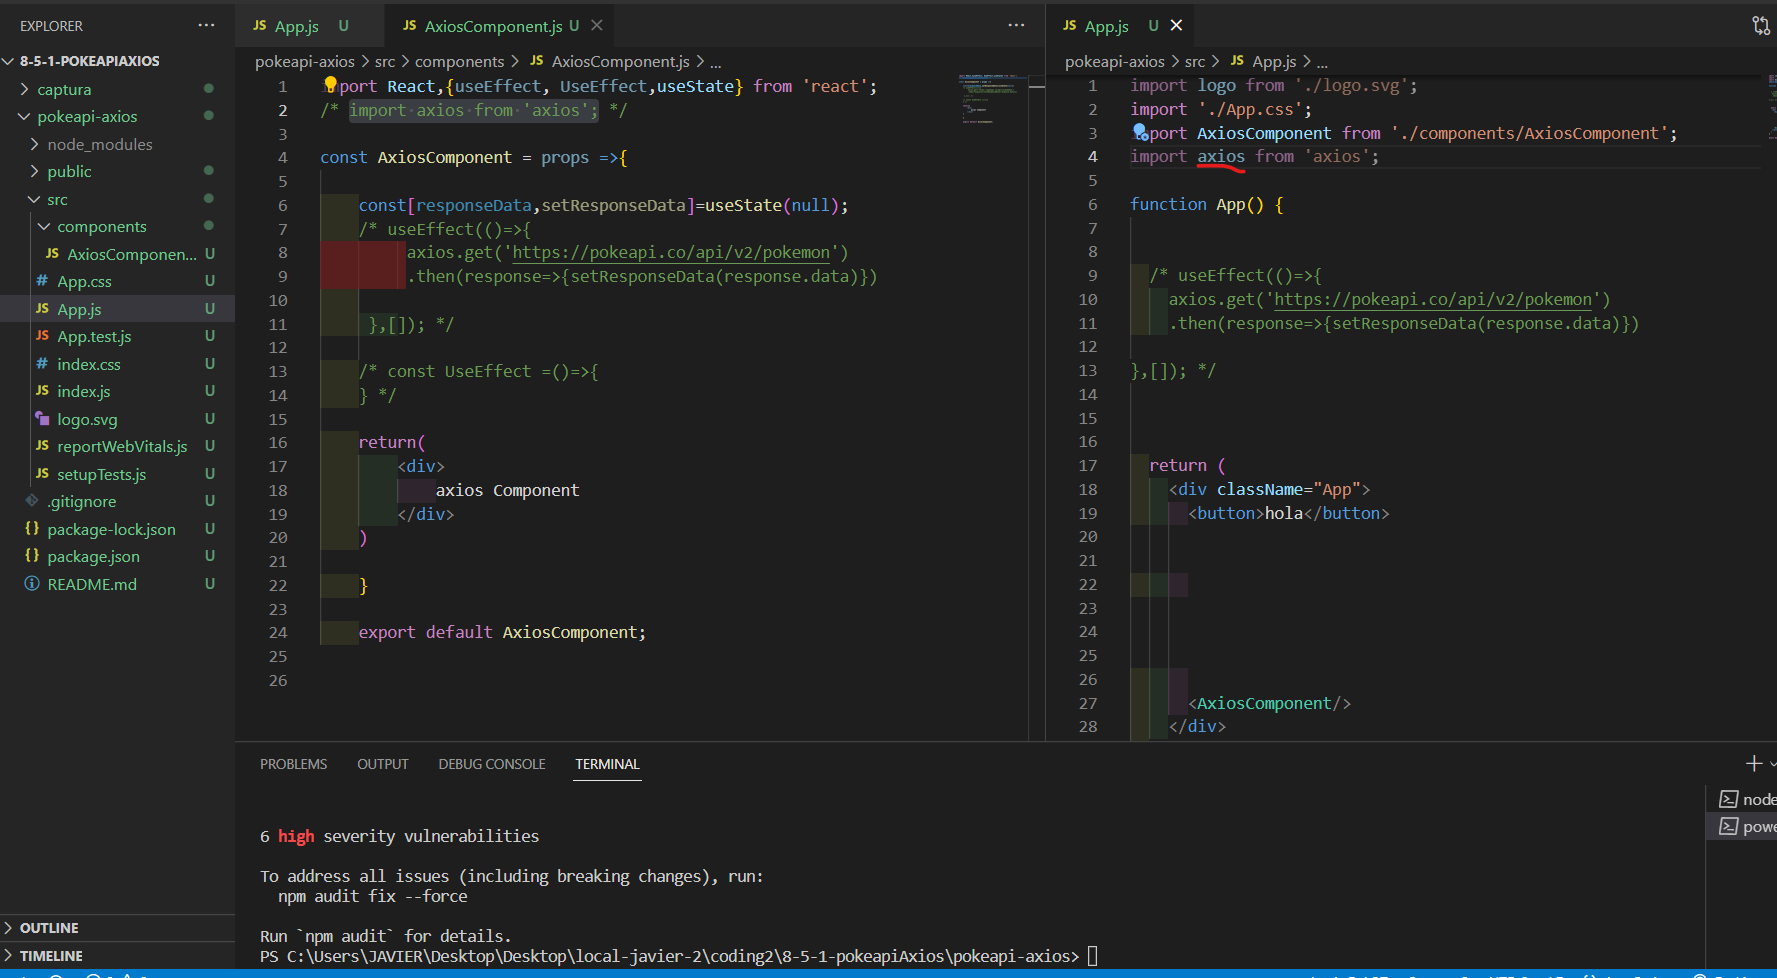 EXPLORER ···
8-5-1-POKEAPIAXIOS
captura
pokeapi-axios
node_modules
public
src
components
JS AxiosComponen... U
# App.css U
JS App.js U
JS App.test.js U
# index.css U
JS index.js U
logo.svg U
JS reportWebVitals.js U
JS setupTests.js U
.gitignore U
{} package-lock.json U
{} package.json U
README.md U
OUTLINE
TIMELINE
JS App.js U
JS AxiosComponent.js U ···
pokeapi-axios > src > components > JS AxiosComponent.js > ...
1 port React,{useEffect, UseEffect,useState} from 'react';
2 /* import axios from 'axios'; */
3
4 const AxiosComponent = props =>{
5
6 const[responseData,setResponseData]=useState(null);
7 /* useEffect(()=>{
8 axios.get('https://pokeapi.co/api/v2/pokemon')
9 .then(response=>{setResponseData(response.data)})
10
11 },[]); */
12
13 /* const UseEffect =()=>{
14 } */
15
16 return(
17 <div>
18 axios Component
19 </div>
20 )
21
22 }
23
24 export default AxiosComponent;
25
26
JS App.js U
pokeapi-axios > src > JS App.js > ...
1 import logo from './logo.svg';
2 import './App.css';
3 port AxiosComponent from './components/AxiosComponent';
4 import axios from 'axios';
5
6 function App() {
7
8
9 /* useEffect(()=>{
10 axios.get('https://pokeapi.co/api/v2/pokemon')
11 .then(response=>{setResponseData(response.data)})
12
13 },[]); */
14
15
16
17 return (
18 <div className="App">
19 <button>hola</button>
20
21
22
23
24
25
26
27 <AxiosComponent/>
28 </div>
PROBLEMS OUTPUT DEBUG CONSOLE TERMINAL
6 high severity vulnerabilities
To address all issues (including breaking changes), run:
npm audit fix --force
Run `npm audit` for details.
PS C:\Users\JAVIER\Desktop\Desktop\local-javier-2\coding2\8-5-1-pokeapiAxios\pokeapi-axios>
node
powe